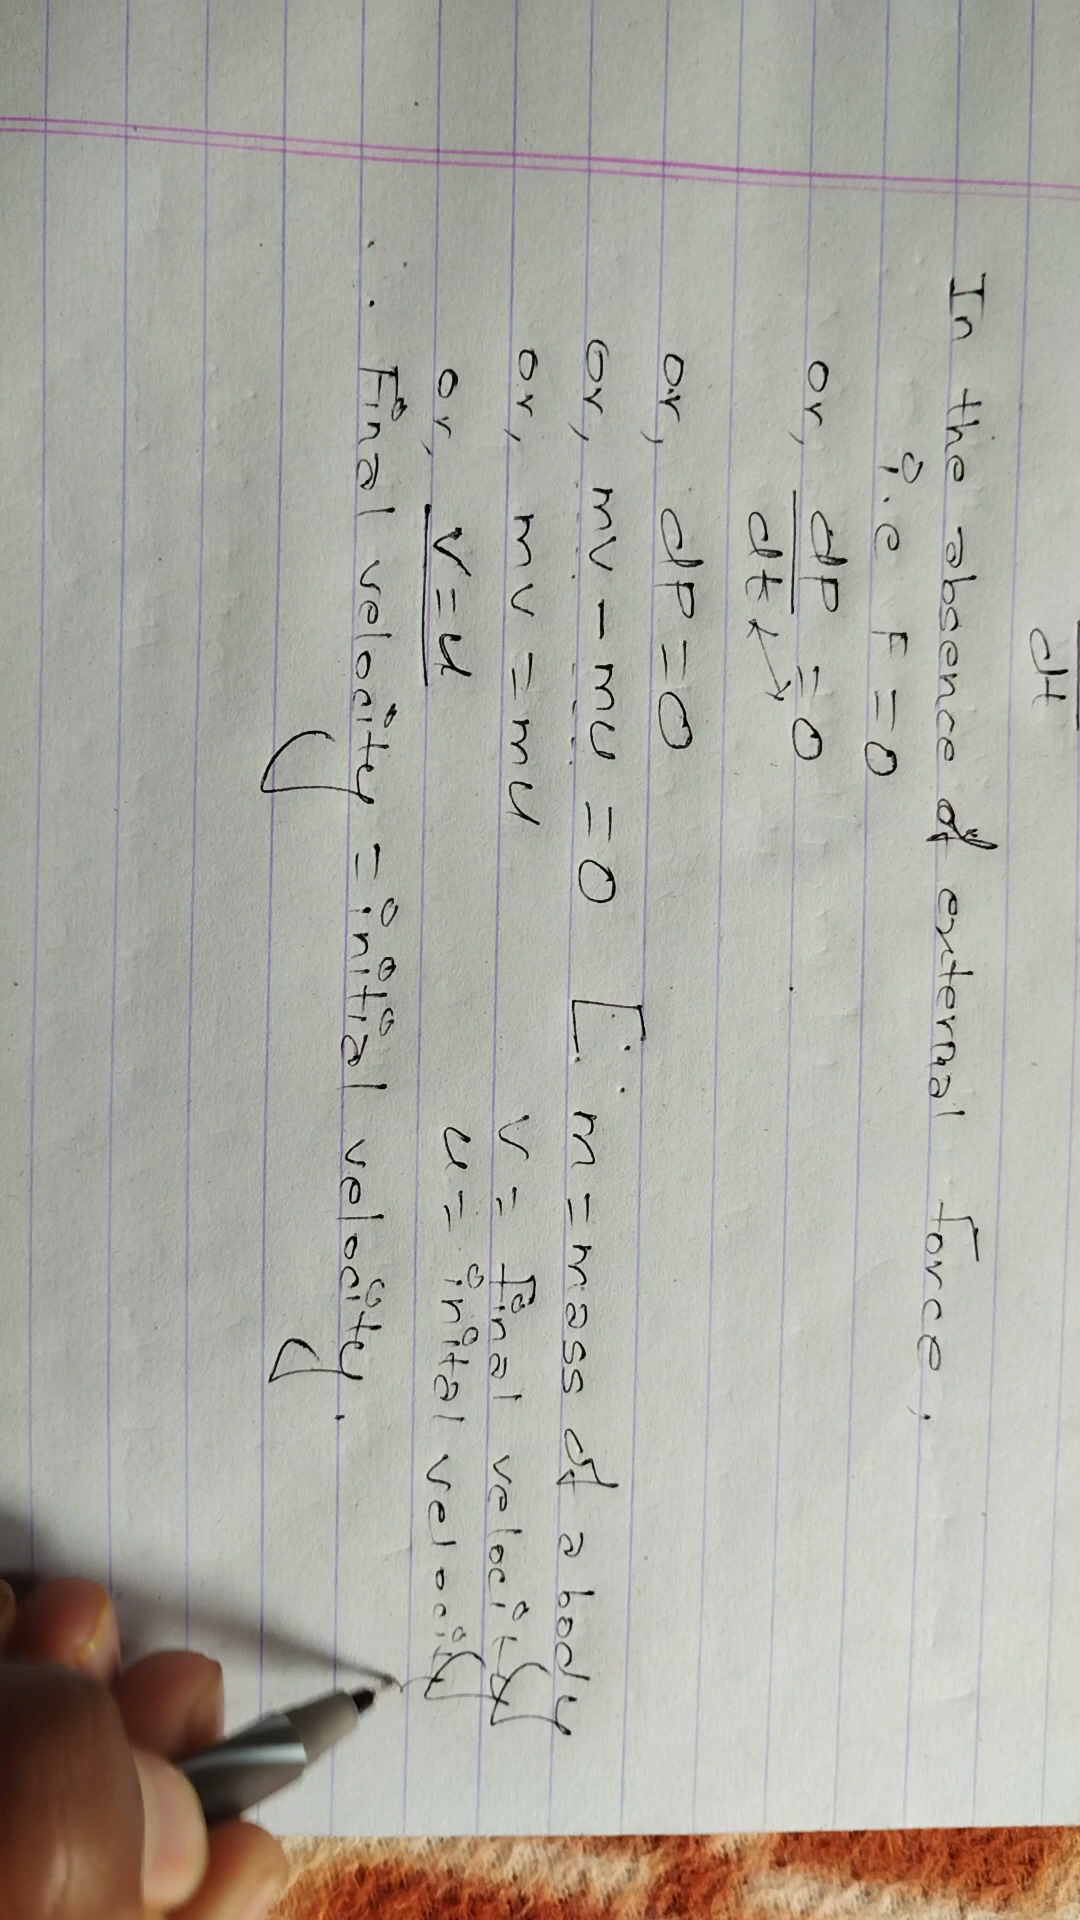 dt
In the absence of external force,
i.e F = 0
or, dP/dt = 0
or, dP = 0
or, mv - mu = 0 [∵ m = mass of a body
or, mv = mu v = final velocity
or, v = u u = inital velocity
∴ Final velocity = initial velocity.